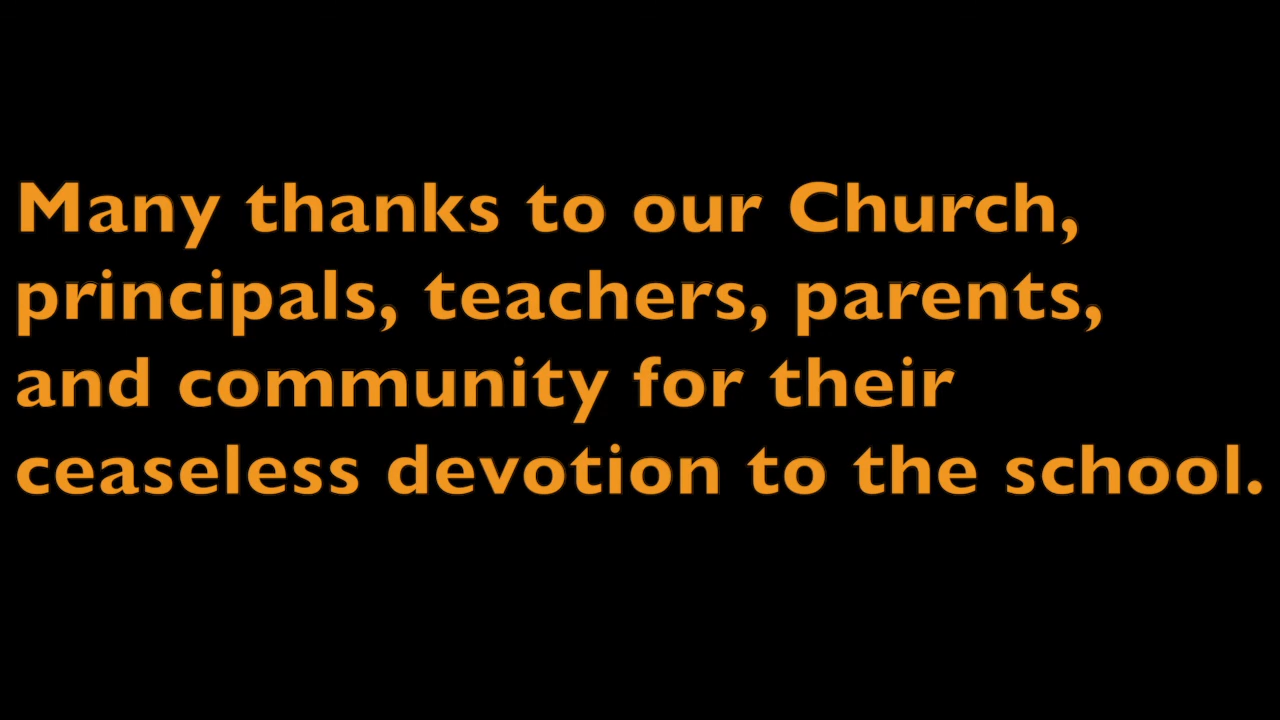 Many thanks to our Church,
principals, teachers, parents,
and community for their
ceaseless devotion to the school.